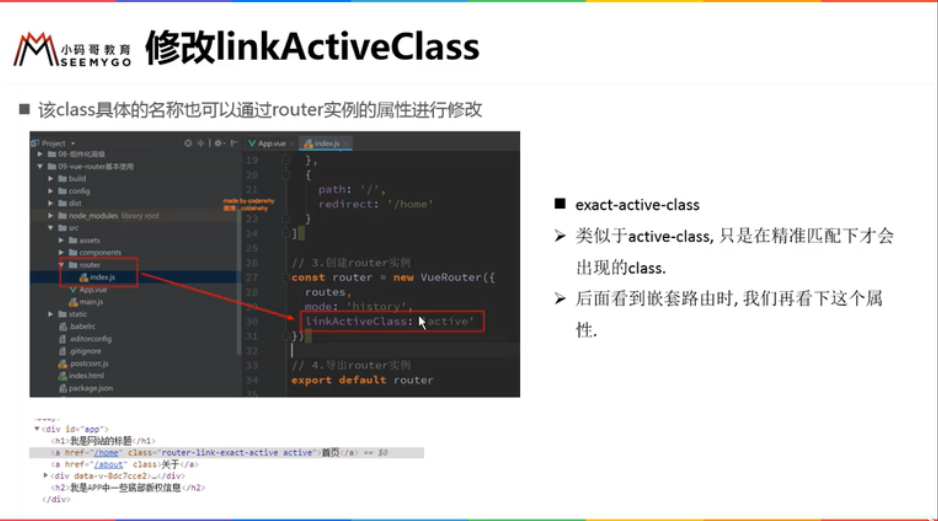 小码哥教育
SEEMYGO
修改linkActiveClass
■ 该class具体的名称也可以通过router实例的属性进行修改
Project
08-组件化高级
09-vue-router基本使用
build
config
dist
node_modules library root
src
assets
components
router
index.js
App.vue
main.js
static
.babelrc
.editorconfig
.gitignore
.postcssrc.js
index.html
package.json
made by coderwhy
App.vue
index.js
19 },
20 {
21 path: '/',
redirect: '/home'
23 }
24 ]
25
26 // 3.创建router实例
27 const router = new VueRouter({
28 routes,
29 mode: 'history',
30 linkActiveClass: 'active'
31 })
32
33 // 4.导出router实例
34 export default router
35
<div id="app">
<h1>我是网站的标题</h1>
<a href="/home" class="router-link-exact-active active">首页</a> == $0
<a href="/about" class>关于</a>
<div data-v-8dc7cce2>…</div>
<h2>我是APP中一些底部版权信息</h2>
</div>
■ exact-active-class
➢ 类似于active-class, 只是在精准匹配下才会
出现的class.
➢ 后面看到嵌套路由时, 我们再看下这个属
性.